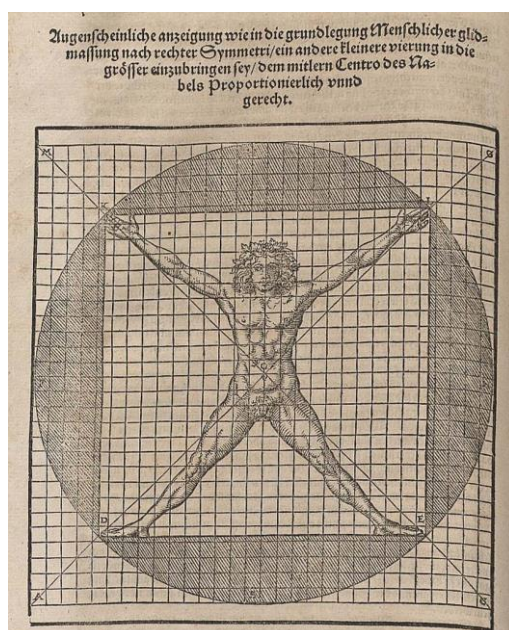 Augenscheinliche anzeigung wie in die grundlegung Menschlicher glid=
massung nach rechter Symmetri/ein andere kleinere vierung in die
grösser einzubringen sey/dem mitlern Centro des Na=
bels Proportionierlich vnnd
gerecht.
M G
K
D E